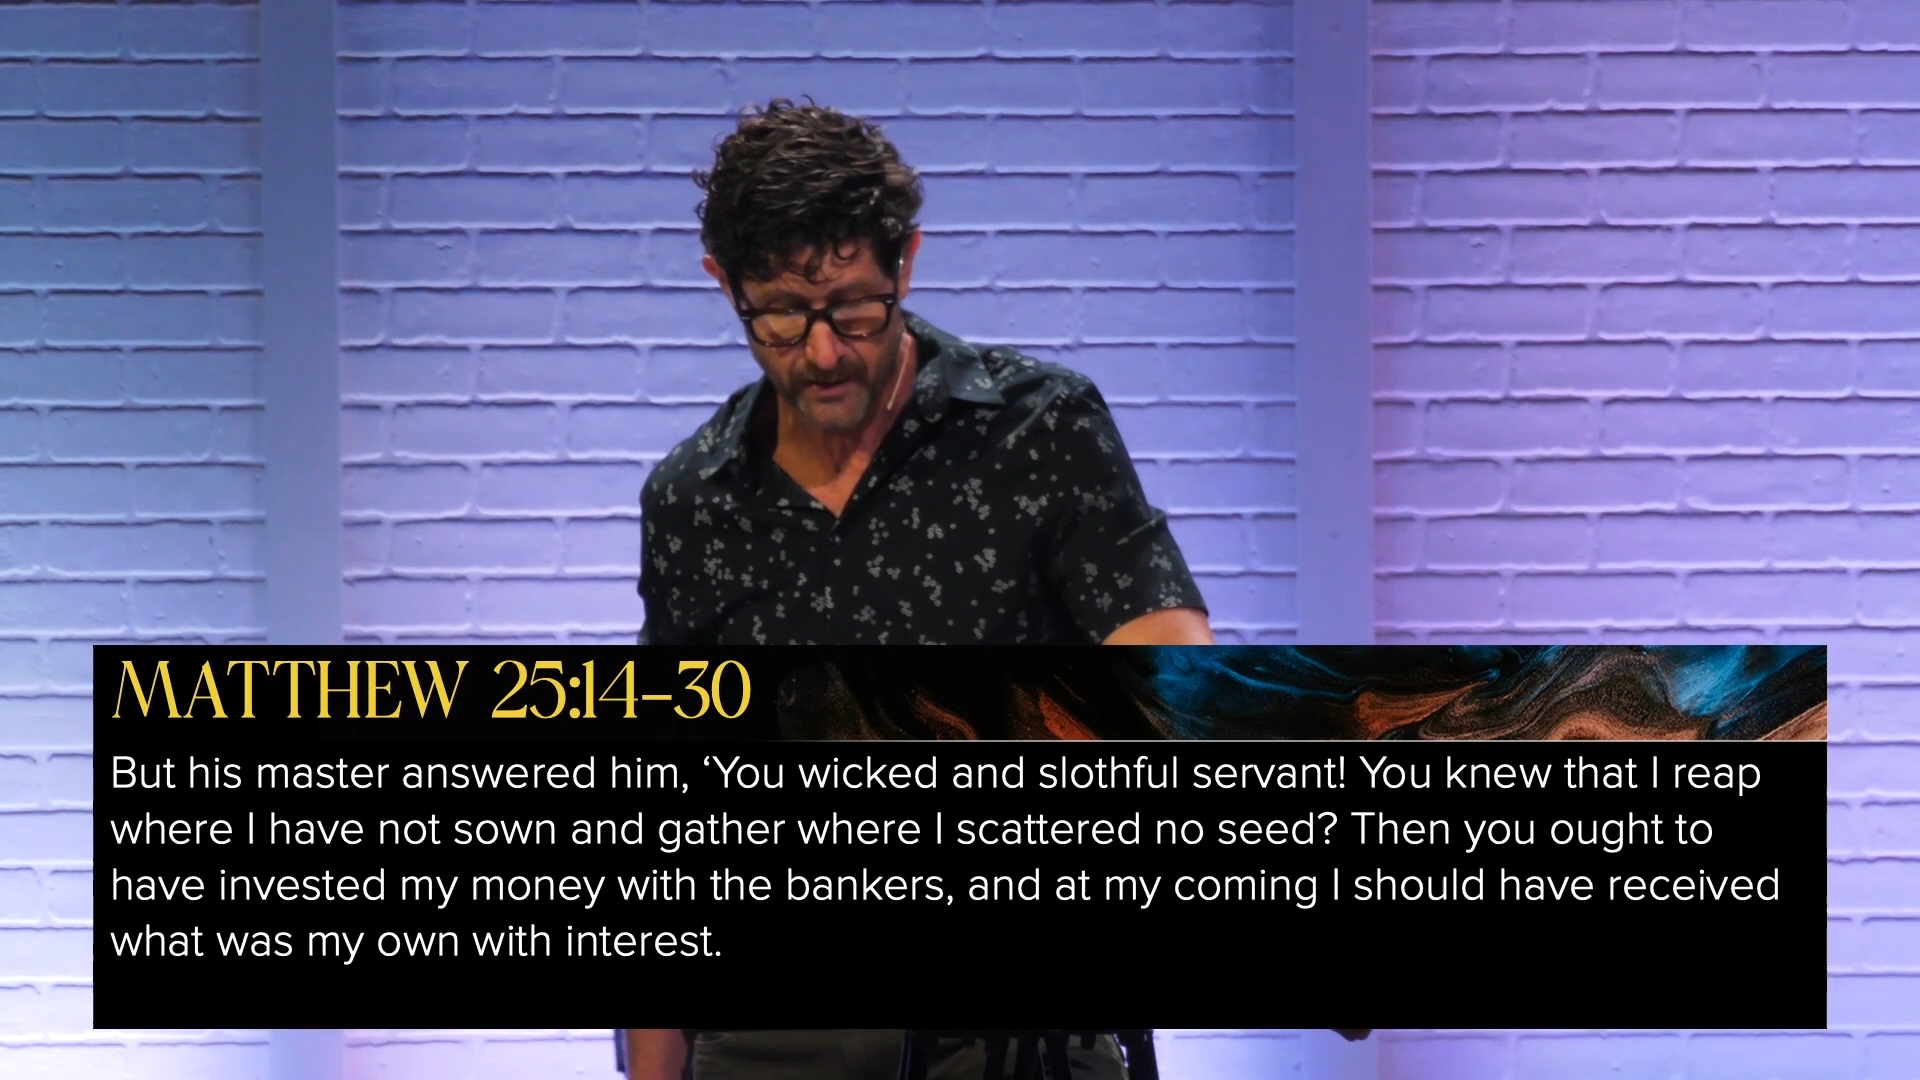 MATTHEW 25:14–30
But his master answered him, ‘You wicked and slothful servant! You knew that I reap
where I have not sown and gather where I scattered no seed? Then you ought to
have invested my money with the bankers, and at my coming I should have received
what was my own with interest.